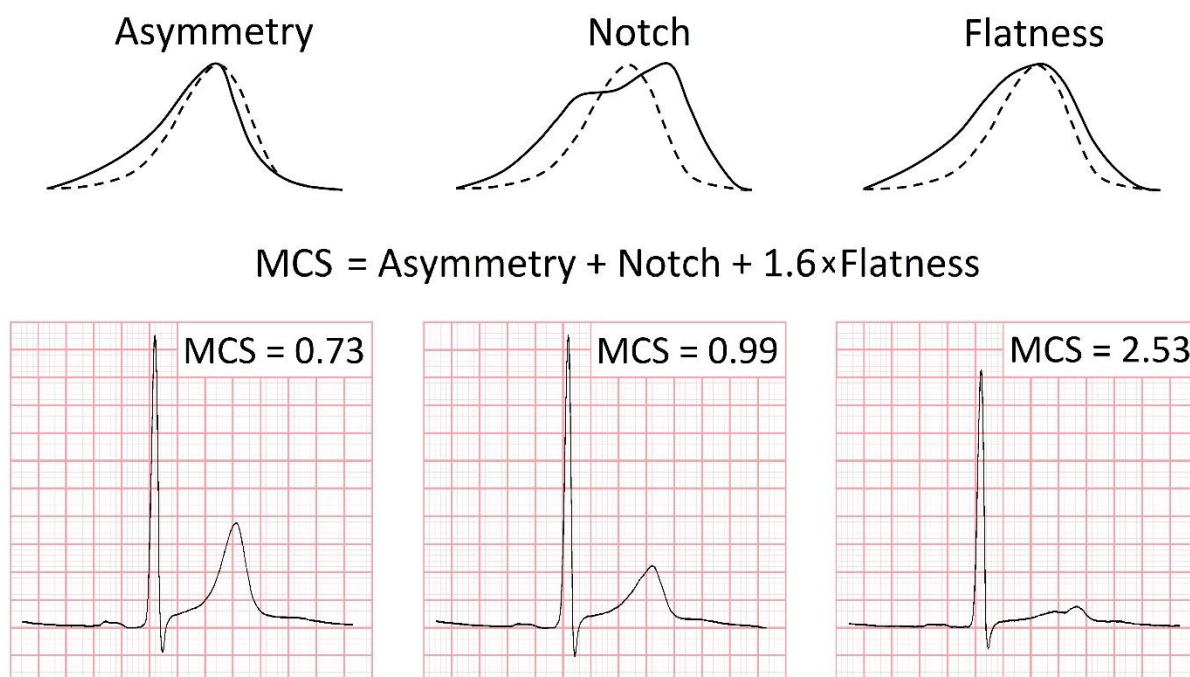 Asymmetry Notch Flatness
MCS = Asymmetry + Notch + 1.6×Flatness
MCS = 0.73 MCS = 0.99 MCS = 2.53